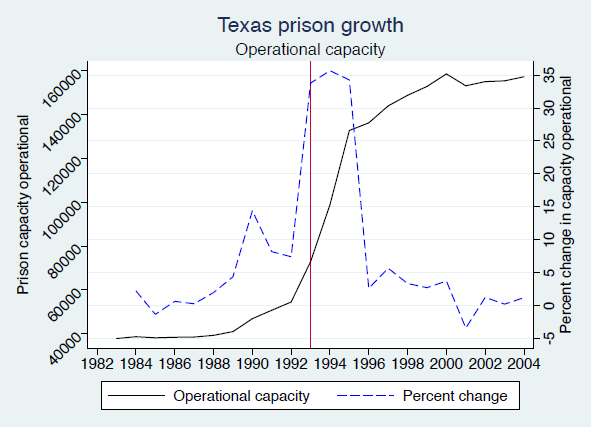 Texas prison growth
Operational capacity
Prison capacity operational
160000
140000
120000
100000
80000
60000
40000
35
30
25
20
15
10
5
0
-5
Percent change in capacity operational
1982 1984 1986 1988 1990 1992 1994 1996 1998 2000 2002 2004
Operational capacity Percent change